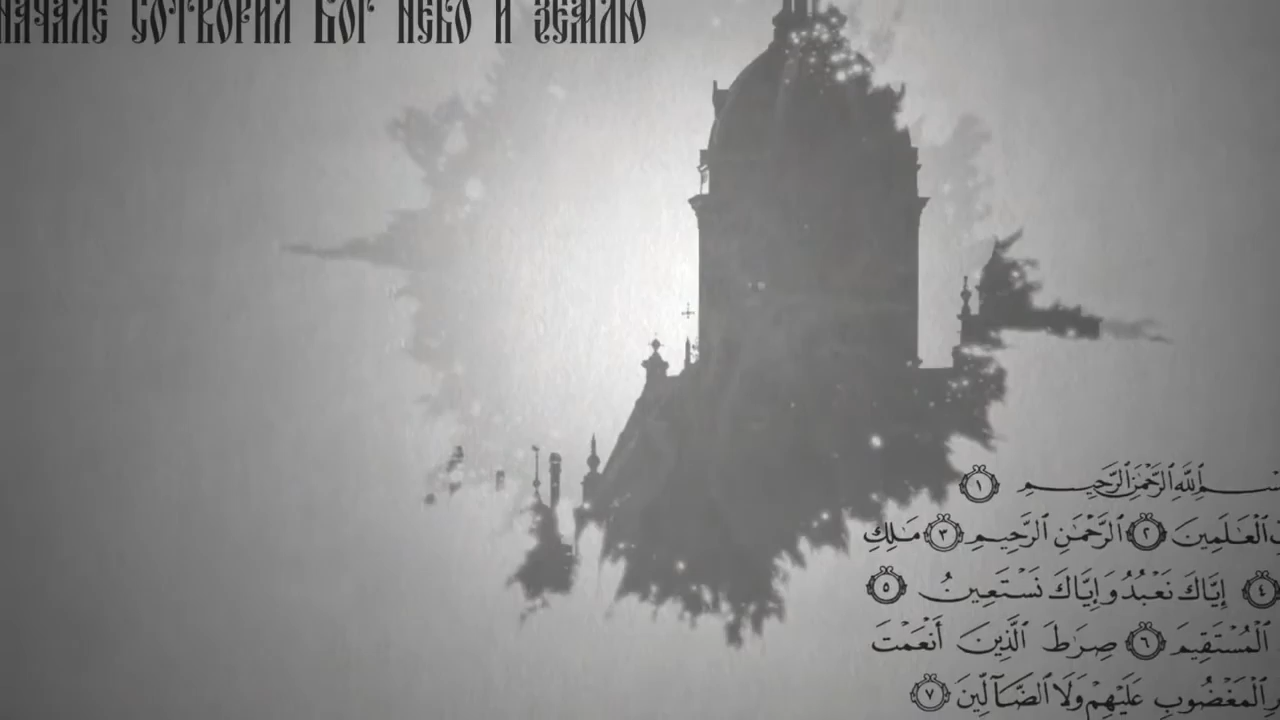 НАЧАЛЕ СОТВОРИЛ БОГ НЕБО И ЗЕМЛЮ
ٱللَّهِ ٱلرَّحْمَٰنِ ٱلرَّحِيمِ ١
ٱلْعَٰلَمِينَ ٢ ٱلرَّحْمَٰنِ ٱلرَّحِيمِ ٣ مَٰلِكِ
٤ إِيَّاكَ نَعْبُدُ وَإِيَّاكَ نَسْتَعِينُ ٥
ٱلْمُسْتَقِيمَ ٦ صِرَٰطَ ٱلَّذِينَ أَنْعَمْتَ
ٱلْمَغْضُوبِ عَلَيْهِمْ وَلَا ٱلضَّآلِّينَ ٧